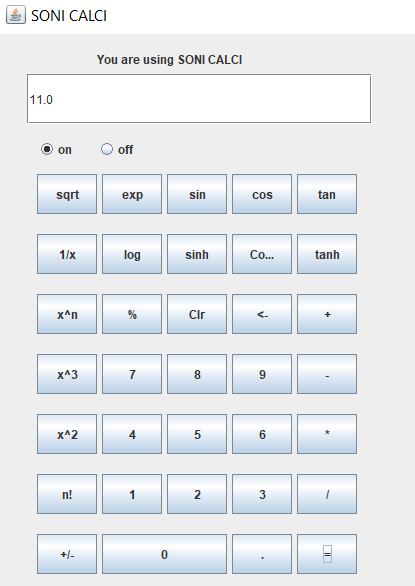 SONI CALCI
You are using SONI CALCI
11.0
on off
sqrt exp sin cos tan
1/x log sinh Co... tanh
x^n % Clr <- +
x^3 7 8 9 -
x^2 4 5 6 *
n! 1 2 3 /
+/- 0 . =